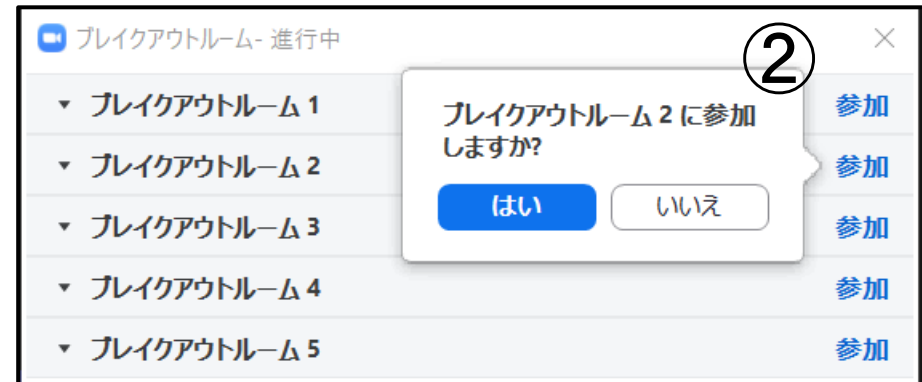 ブレイクアウトルーム- 進行中
②
ブレイクアウトルーム 1 参加
ブレイクアウトルーム 2 に参加
しますか?
はい いいえ
ブレイクアウトルーム 2 参加
ブレイクアウトルーム 3 参加
ブレイクアウトルーム 4 参加
ブレイクアウトルーム 5 参加